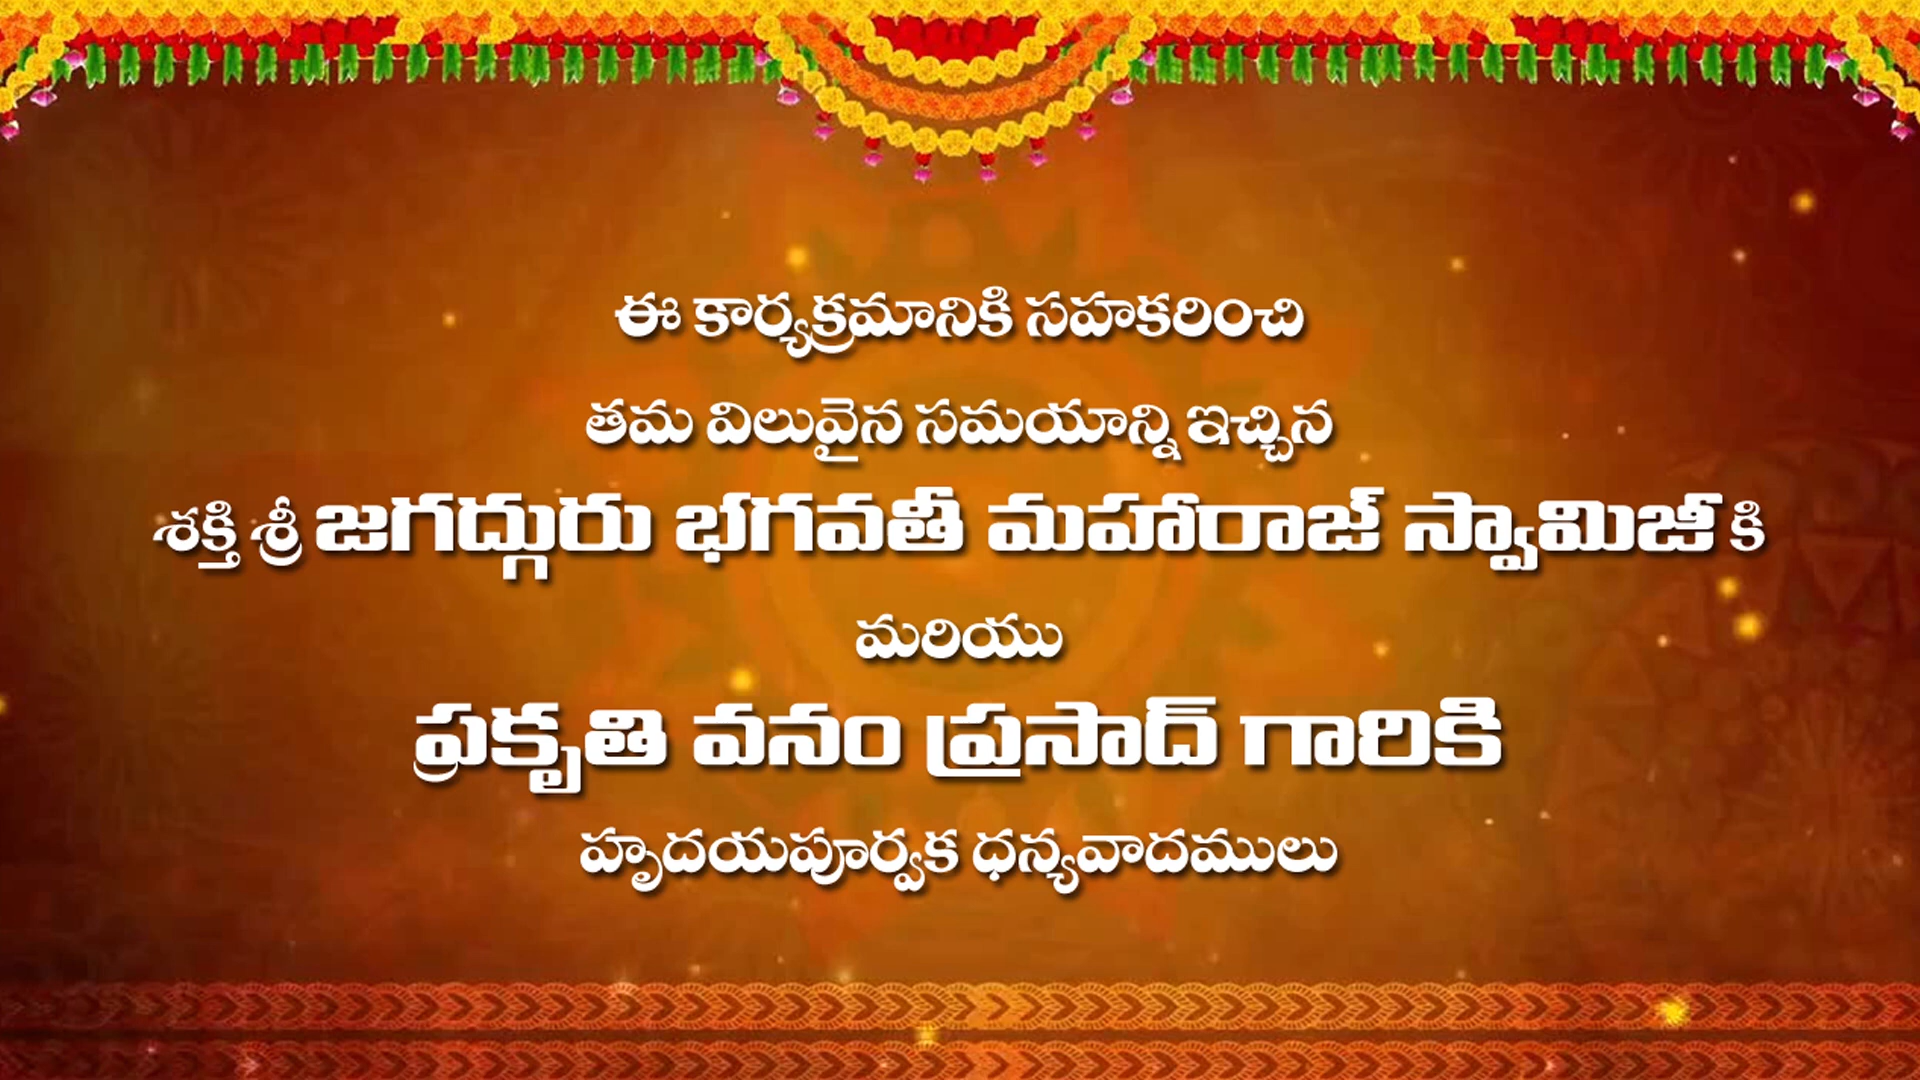 ఈ కార్యక్రమానికి సహకరించి
తమ విలువైన సమయాన్ని ఇచ్చిన
శక్తి శ్రీ జగద్గురు భగవతీ మహారాజ్ స్వామిజీ కి
మరియు
ప్రకృతి వనం ప్రసాద్ గారికి
హృదయపూర్వక ధన్యవాదములు